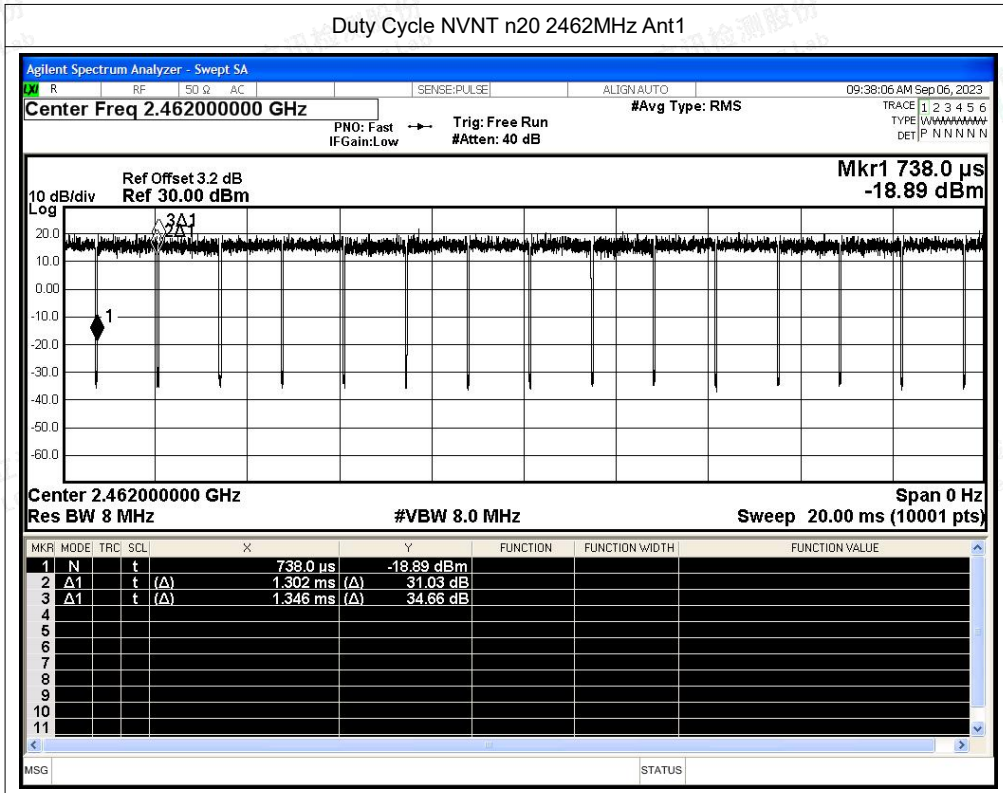 Duty Cycle NVNT n20 2462MHz Ant1
Agilent Spectrum Analyzer - Swept SA
LXI R RF 50 Ω AC SENSE:PULSE ALIGN AUTO 09:38:06 AM Sep 06, 2023
Center Freq 2.462000000 GHz #Avg Type: RMS TRACE 1 2 3 4 5 6
PNO: Fast Trig: Free Run TYPE
IFGain:Low #Atten: 40 dB DET P N N N N N
Mkr1 738.0 µs
-18.89 dBm
Ref Offset 3.2 dB
10 dB/div Ref 30.00 dBm
Log
3Δ1
2Δ1
20.0
10.0
0.00
-10.0
1
-20.0
-30.0
-40.0
-50.0
-60.0
Center 2.462000000 GHz Span 0 Hz
Res BW 8 MHz #VBW 8.0 MHz Sweep 20.00 ms (10001 pts)
MKR MODE TRC SCL X Y FUNCTION FUNCTION WIDTH FUNCTION VALUE
1 N t 738.0 µs -18.89 dBm
2 Δ1 t (Δ) 1.302 ms (Δ) 31.03 dB
3 Δ1 t (Δ) 1.346 ms (Δ) 34.66 dB
4
5
6
7
8
9
10
11
MSG STATUS